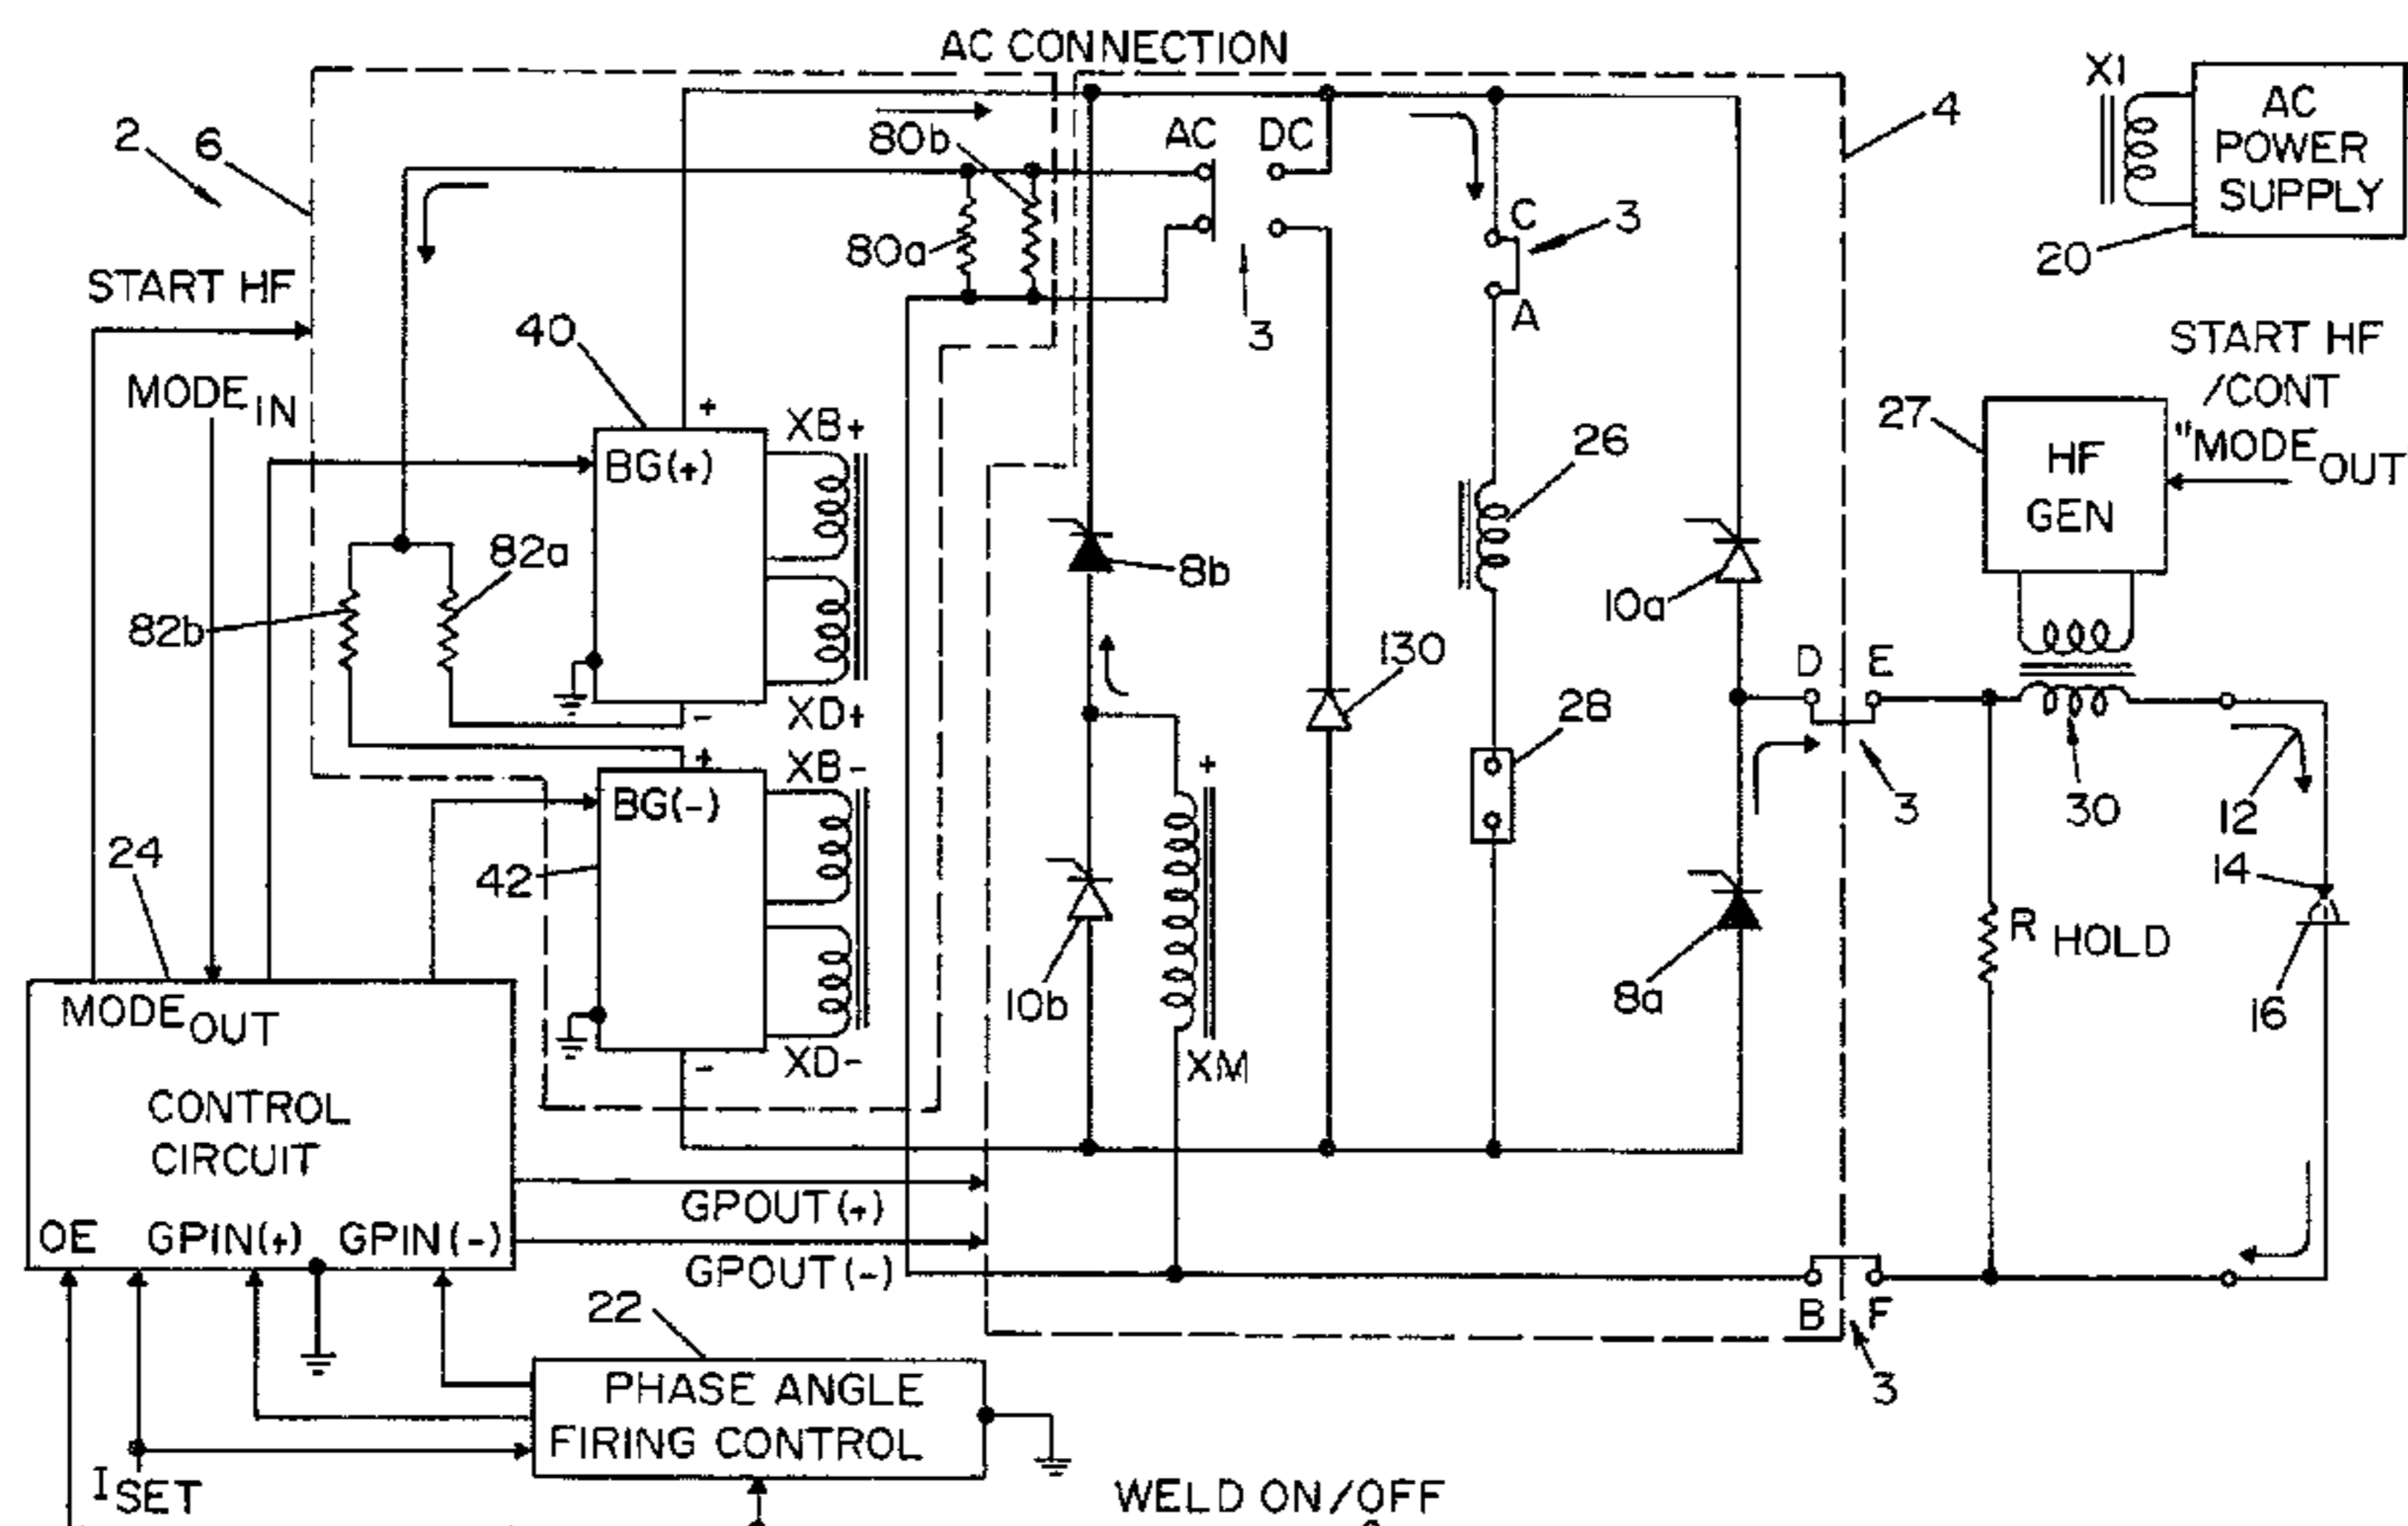 AC CONNECTION
X1
AC
POWER
SUPPLY
2
6
80b
AC
DC
4
C
3
20
START HF
80a
3
A
40
START HF
/CONT
"MODE OUT
MODE IN
+
XB+
BG(+)
26
27
HF
GEN
82a
8b
10a
82b
130
D
E
-
XD+
28
+
XB-
BG(-)
+
3
30
12
24
42
14
R HOLD
10b
8a
16
MODE OUT
-
XD-
XM
CONTROL
CIRCUIT
GPOUT(+)
OE
GPIN(+)
GPIN(-)
GPOUT(-)
22
B
F
3
PHASE ANGLE
FIRING CONTROL
I SET
WELD ON/OFF